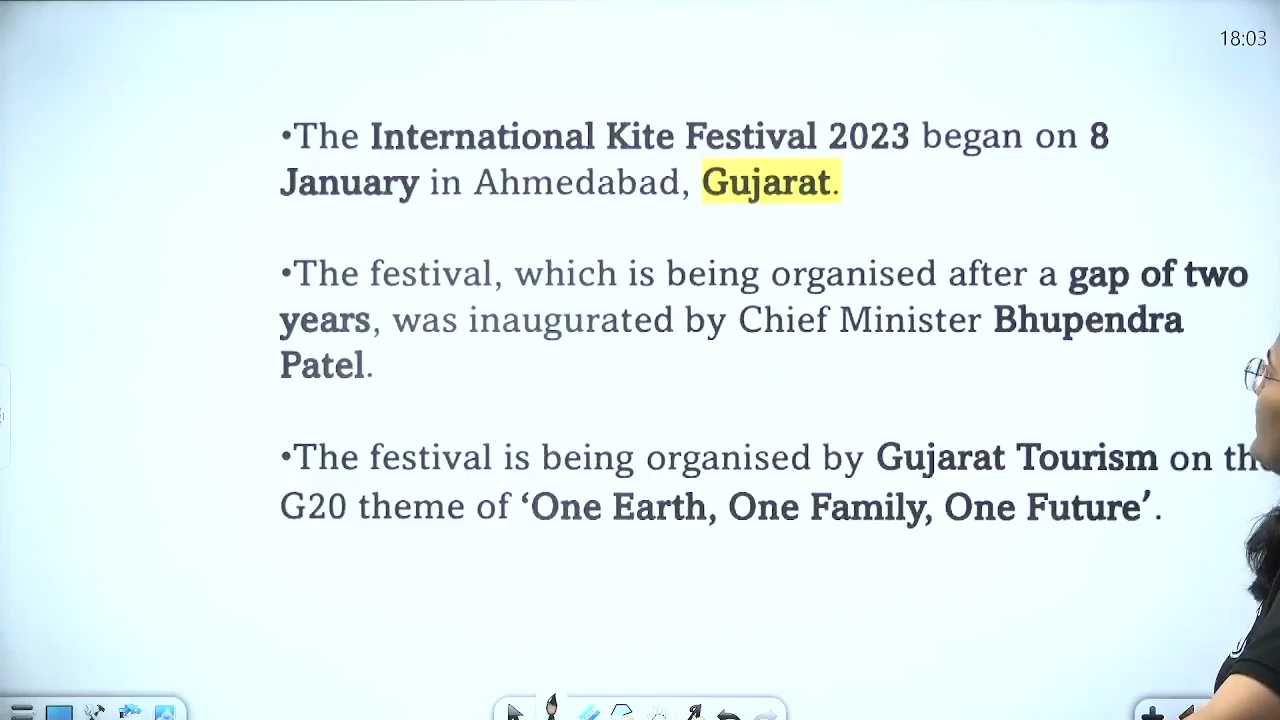 18:03
•The International Kite Festival 2023 began on 8
January in Ahmedabad, Gujarat.
•The festival, which is being organised after a gap of two
years, was inaugurated by Chief Minister Bhupendra
Patel.
•The festival is being organised by Gujarat Tourism on th
G20 theme of ‘One Earth, One Family, One Future’.